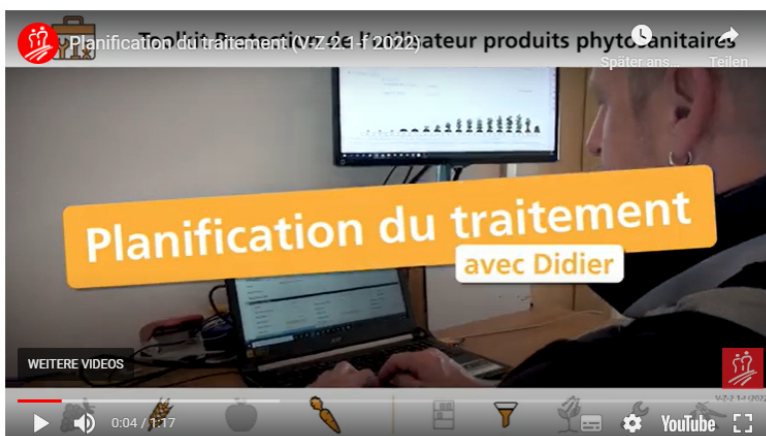 Toolkit Protection de l'utilisateur produits phytosanitaires
Planification du traitement (V-Z-2.1-f 2022)
Später ans...
Teilen
Planification du traitement
avec Didier
WEITERE VIDEOS
0:04 / 1:17
YouTube